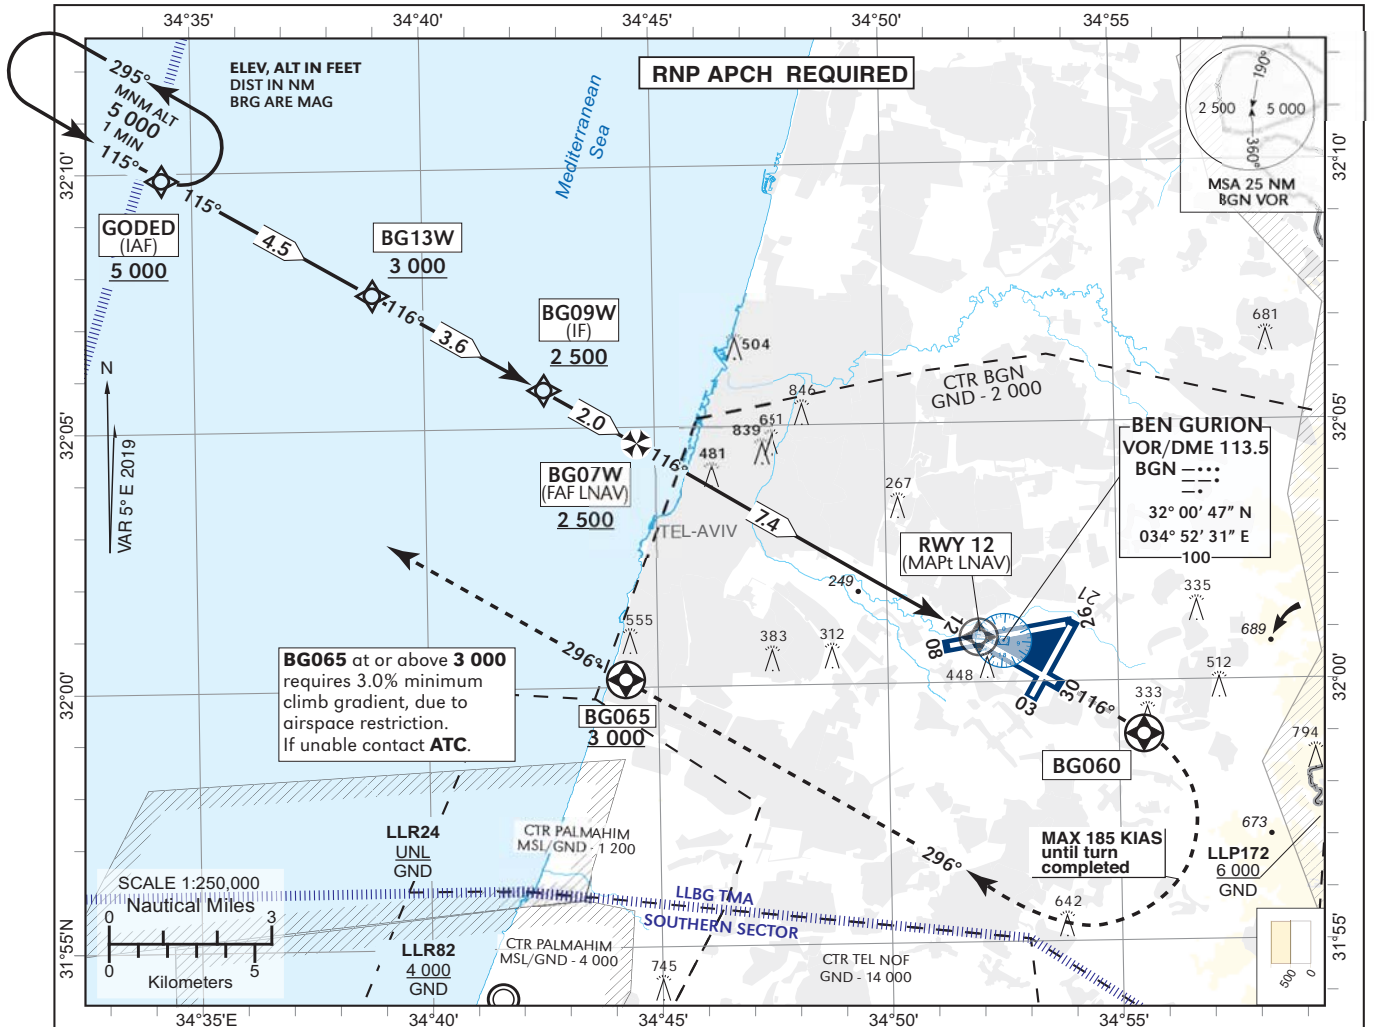 34°35'
34°40'
34°45'
34°50'
34°55'
32°10'
32°05'
32°00'
31°55'N
32°10'
32°05'
32°00'
31°55'
34°35'E
34°40'
34°45'
34°50'
34°55'
RNP APCH REQUIRED
ELEV, ALT IN FEET
DIST IN NM
BRG ARE MAG
295°
MNM ALT
5 000
1 MIN
115°
115°
GODED
(IAF)
5 000
4.5
BG13W
3 000
116°
3.6
BG09W
(IF)
2 500
2.0
BG07W
(FAF LNAV)
2 500
116°
7.4
Mediterranean
Sea
190°
2 500
5 000
360°
MSA 25 NM
BGN VOR
681
504
846
651
839
481
267
CTR BGN
GND - 2 000
BEN GURION
VOR/DME 113.5
BGN
32° 00' 47" N
034° 52' 31" E
100
N
VAR 5° E 2019
TEL-AVIV
RWY 12
(MAPt LNAV)
249
335
689
512
555
383
312
448
12
08
26
21
30
03
116°
333
BG060
794
296°
BG065
3 000
BG065 at or above 3 000
requires 3.0% minimum
climb gradient, due to
airspace restriction.
If unable contact ATC.
MAX 185 KIAS
until turn
completed
673
LLP172
6 000
GND
296°
642
LLR24
UNL
GND
CTR PALMAHIM
MSL/GND - 1 200
LLBG TMA
SOUTHERN SECTOR
SCALE 1:250,000
Nautical Miles
0
3
0
5
Kilometers
LLR82
4 000
GND
CTR PALMAHIM
MSL/GND - 4 000
745
CTR TEL NOF
GND - 14 000
500
0